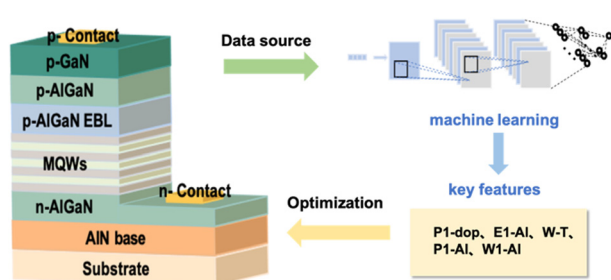 p- Contact
p-GaN
p-AlGaN
p-AlGaN EBL
MQWs
n- Contact
n-AlGaN
AlN base
Substrate
Data source
machine learning
key features
Optimization
P1-dop、E1-Al、W-T、
P1-Al、W1-Al